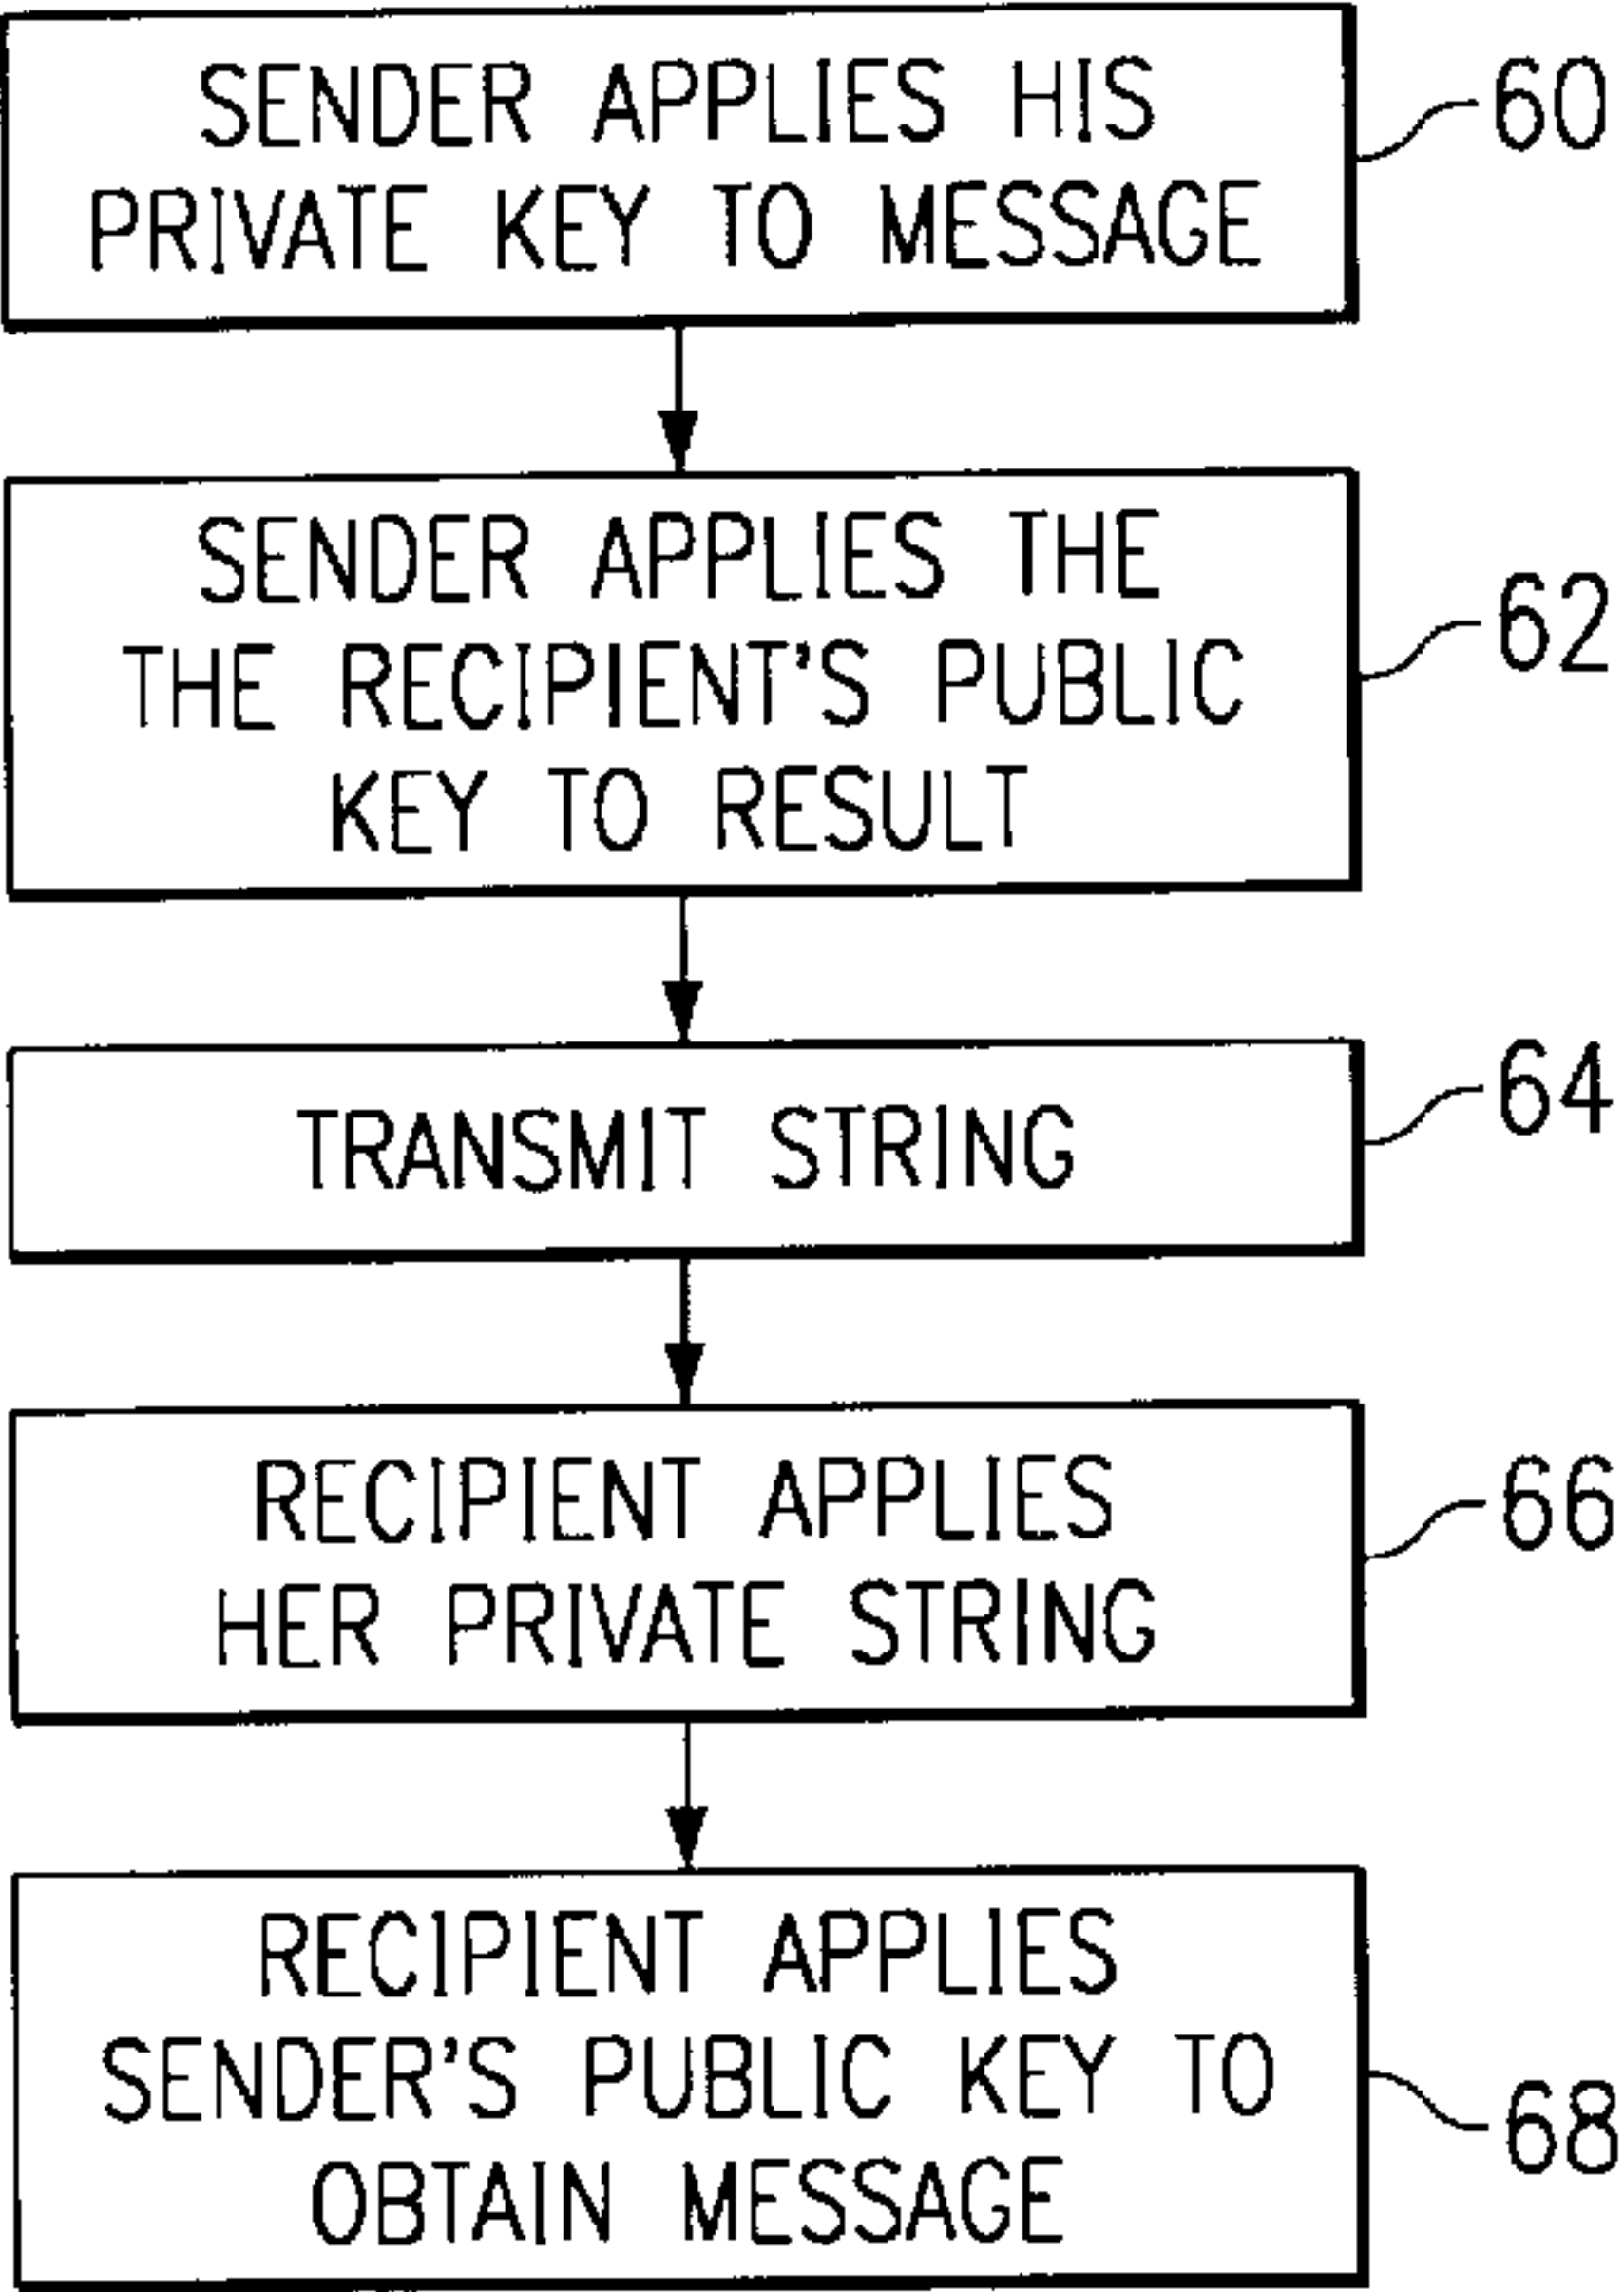 SENDER APPLIES HIS
PRIVATE KEY TO MESSAGE
60
SENDER APPLIES THE
THE RECIPIENT'S PUBLIC
KEY TO RESULT
62
TRANSMIT STRING
64
RECIPIENT APPLIES
HER PRIVATE STRING
66
RECIPIENT APPLIES
SENDER'S PUBLIC KEY TO
OBTAIN MESSAGE
68